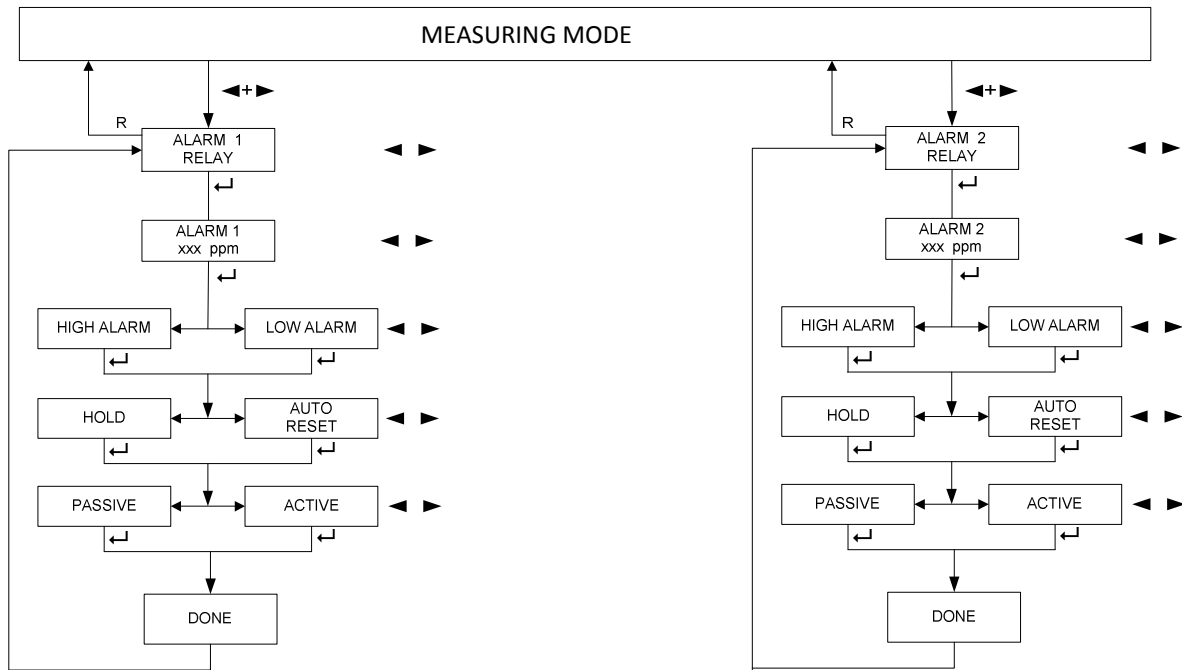 MEASURING MODE
◄+►
R
ALARM 1
RELAY
◄ ►
↵
ALARM 1
xxx ppm
◄ ►
↵
HIGH ALARM
LOW ALARM
◄ ►
↵
↵
HOLD
AUTO
RESET
◄ ►
↵
↵
PASSIVE
ACTIVE
◄ ►
↵
↵
DONE
◄+►
R
ALARM 2
RELAY
◄ ►
↵
ALARM 2
xxx ppm
◄ ►
↵
HIGH ALARM
LOW ALARM
◄ ►
↵
↵
HOLD
AUTO
RESET
◄ ►
↵
↵
PASSIVE
ACTIVE
◄ ►
↵
↵
DONE